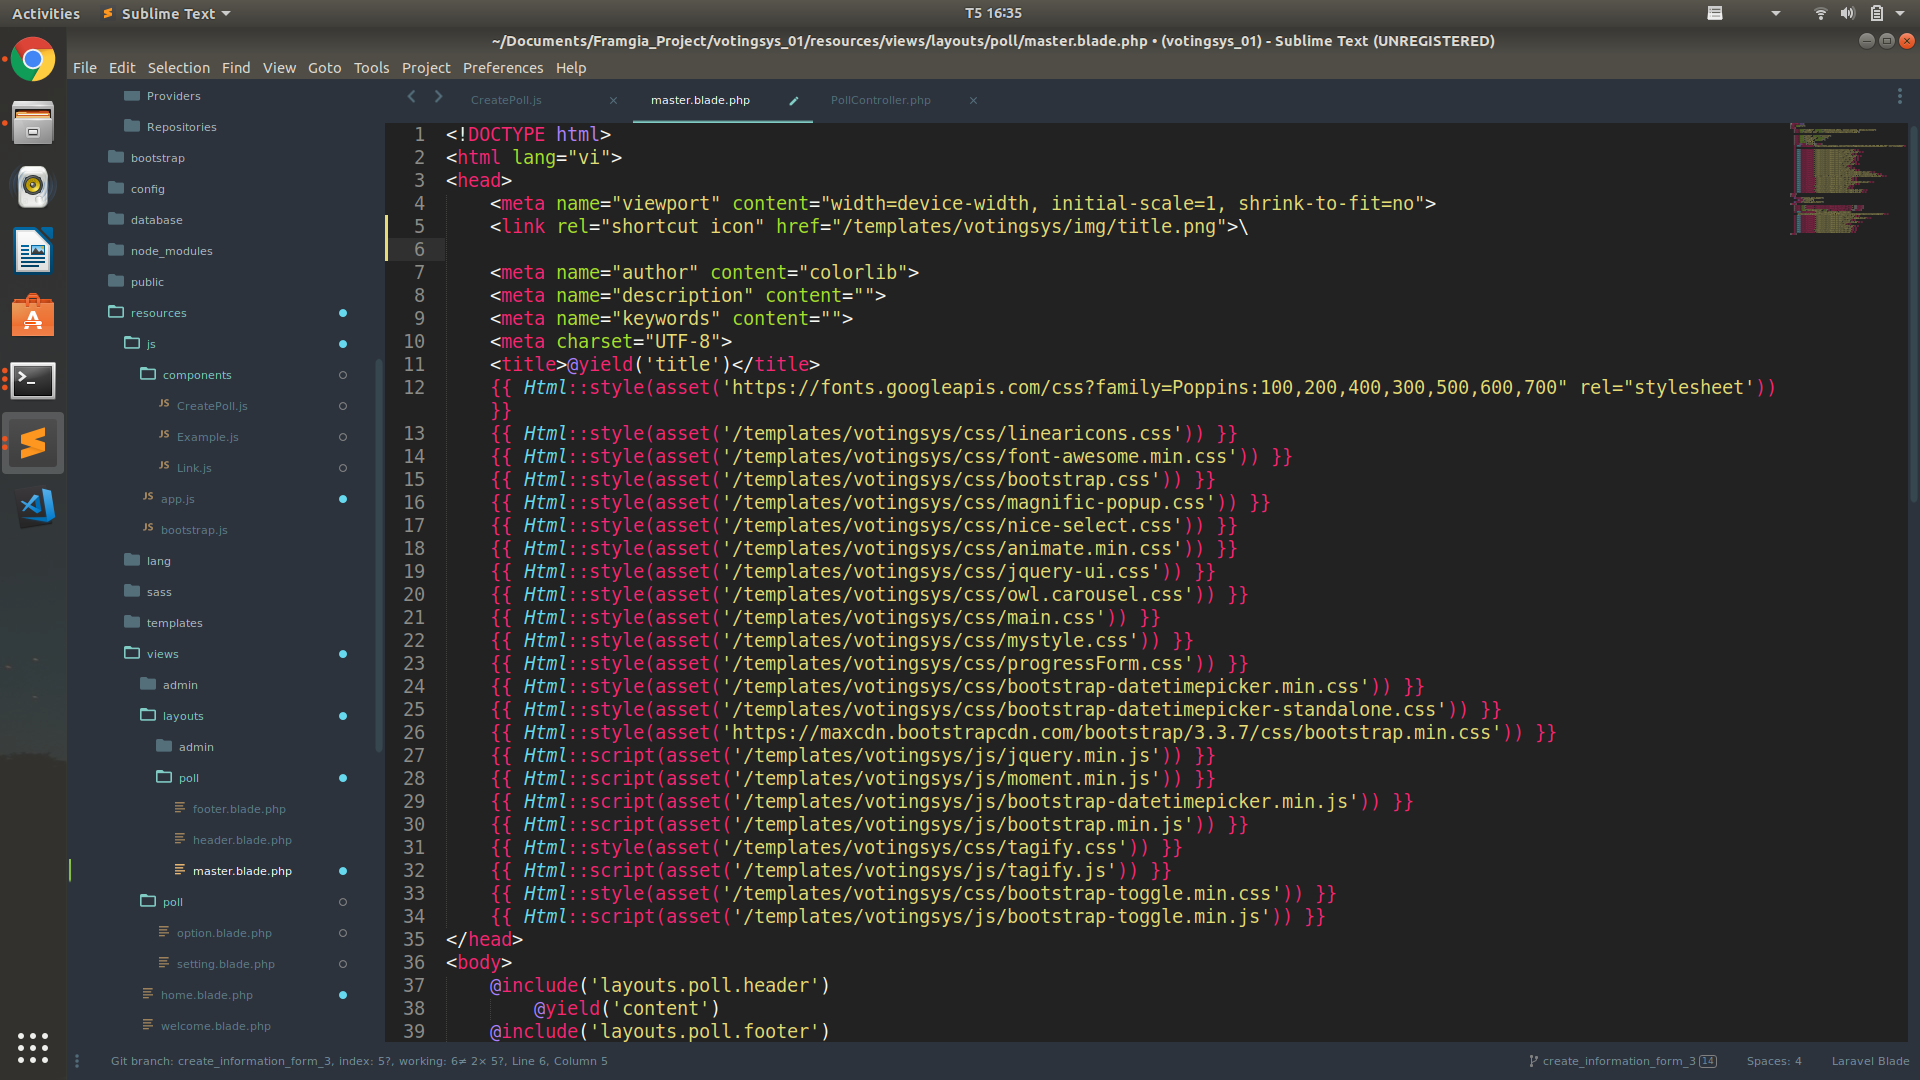 Activities
Sublime Text
T5 16:35
~/Documents/Framgia_Project/votingsys_01/resources/views/layouts/poll/master.blade.php • (votingsys_01) - Sublime Text (UNREGISTERED)
File Edit Selection Find View Goto Tools Project Preferences Help
Providers
Repositories
bootstrap
config
database
node_modules
public
resources
js
components
JS CreatePoll.js
JS Example.js
JS Link.js
JS app.js
JS bootstrap.js
lang
sass
templates
views
admin
layouts
admin
poll
footer.blade.php
header.blade.php
master.blade.php
poll
option.blade.php
setting.blade.php
home.blade.php
welcome.blade.php
CreatePoll.js
master.blade.php
PollController.php
1 <!DOCTYPE html>
2 <html lang="vi">
3 <head>
4 <meta name="viewport" content="width=device-width, initial-scale=1, shrink-to-fit=no">
5 <link rel="shortcut icon" href="/templates/votingsys/img/title.png">\
6
7 <meta name="author" content="colorlib">
8 <meta name="description" content="">
9 <meta name="keywords" content="">
10 <meta charset="UTF-8">
11 <title>@yield('title')</title>
12 {{ Html::style(asset('https://fonts.googleapis.com/css?family=Poppins:100,200,400,300,500,600,700" rel="stylesheet'))
}}
13 {{ Html::style(asset('/templates/votingsys/css/linearicons.css')) }}
14 {{ Html::style(asset('/templates/votingsys/css/font-awesome.min.css')) }}
15 {{ Html::style(asset('/templates/votingsys/css/bootstrap.css')) }}
16 {{ Html::style(asset('/templates/votingsys/css/magnific-popup.css')) }}
17 {{ Html::style(asset('/templates/votingsys/css/nice-select.css')) }}
18 {{ Html::style(asset('/templates/votingsys/css/animate.min.css')) }}
19 {{ Html::style(asset('/templates/votingsys/css/jquery-ui.css')) }}
20 {{ Html::style(asset('/templates/votingsys/css/owl.carousel.css')) }}
21 {{ Html::style(asset('/templates/votingsys/css/main.css')) }}
22 {{ Html::style(asset('/templates/votingsys/css/mystyle.css')) }}
23 {{ Html::style(asset('/templates/votingsys/css/progressForm.css')) }}
24 {{ Html::style(asset('/templates/votingsys/css/bootstrap-datetimepicker.min.css')) }}
25 {{ Html::style(asset('/templates/votingsys/css/bootstrap-datetimepicker-standalone.css')) }}
26 {{ Html::style(asset('https://maxcdn.bootstrapcdn.com/bootstrap/3.3.7/css/bootstrap.min.css')) }}
27 {{ Html::script(asset('/templates/votingsys/js/jquery.min.js')) }}
28 {{ Html::script(asset('/templates/votingsys/js/moment.min.js')) }}
29 {{ Html::script(asset('/templates/votingsys/js/bootstrap-datetimepicker.min.js')) }}
30 {{ Html::script(asset('/templates/votingsys/js/bootstrap.min.js')) }}
31 {{ Html::style(asset('/templates/votingsys/css/tagify.css')) }}
32 {{ Html::script(asset('/templates/votingsys/js/tagify.js')) }}
33 {{ Html::style(asset('/templates/votingsys/css/bootstrap-toggle.min.css')) }}
34 {{ Html::script(asset('/templates/votingsys/js/bootstrap-toggle.min.js')) }}
35 </head>
36 <body>
37 @include('layouts.poll.header')
38 @yield('content')
39 @include('layouts.poll.footer')
Git branch: create_information_form_3, index: 5?, working: 6≠ 2× 5?, Line 6, Column 5
create_information_form_3 14
Spaces: 4
Laravel Blade